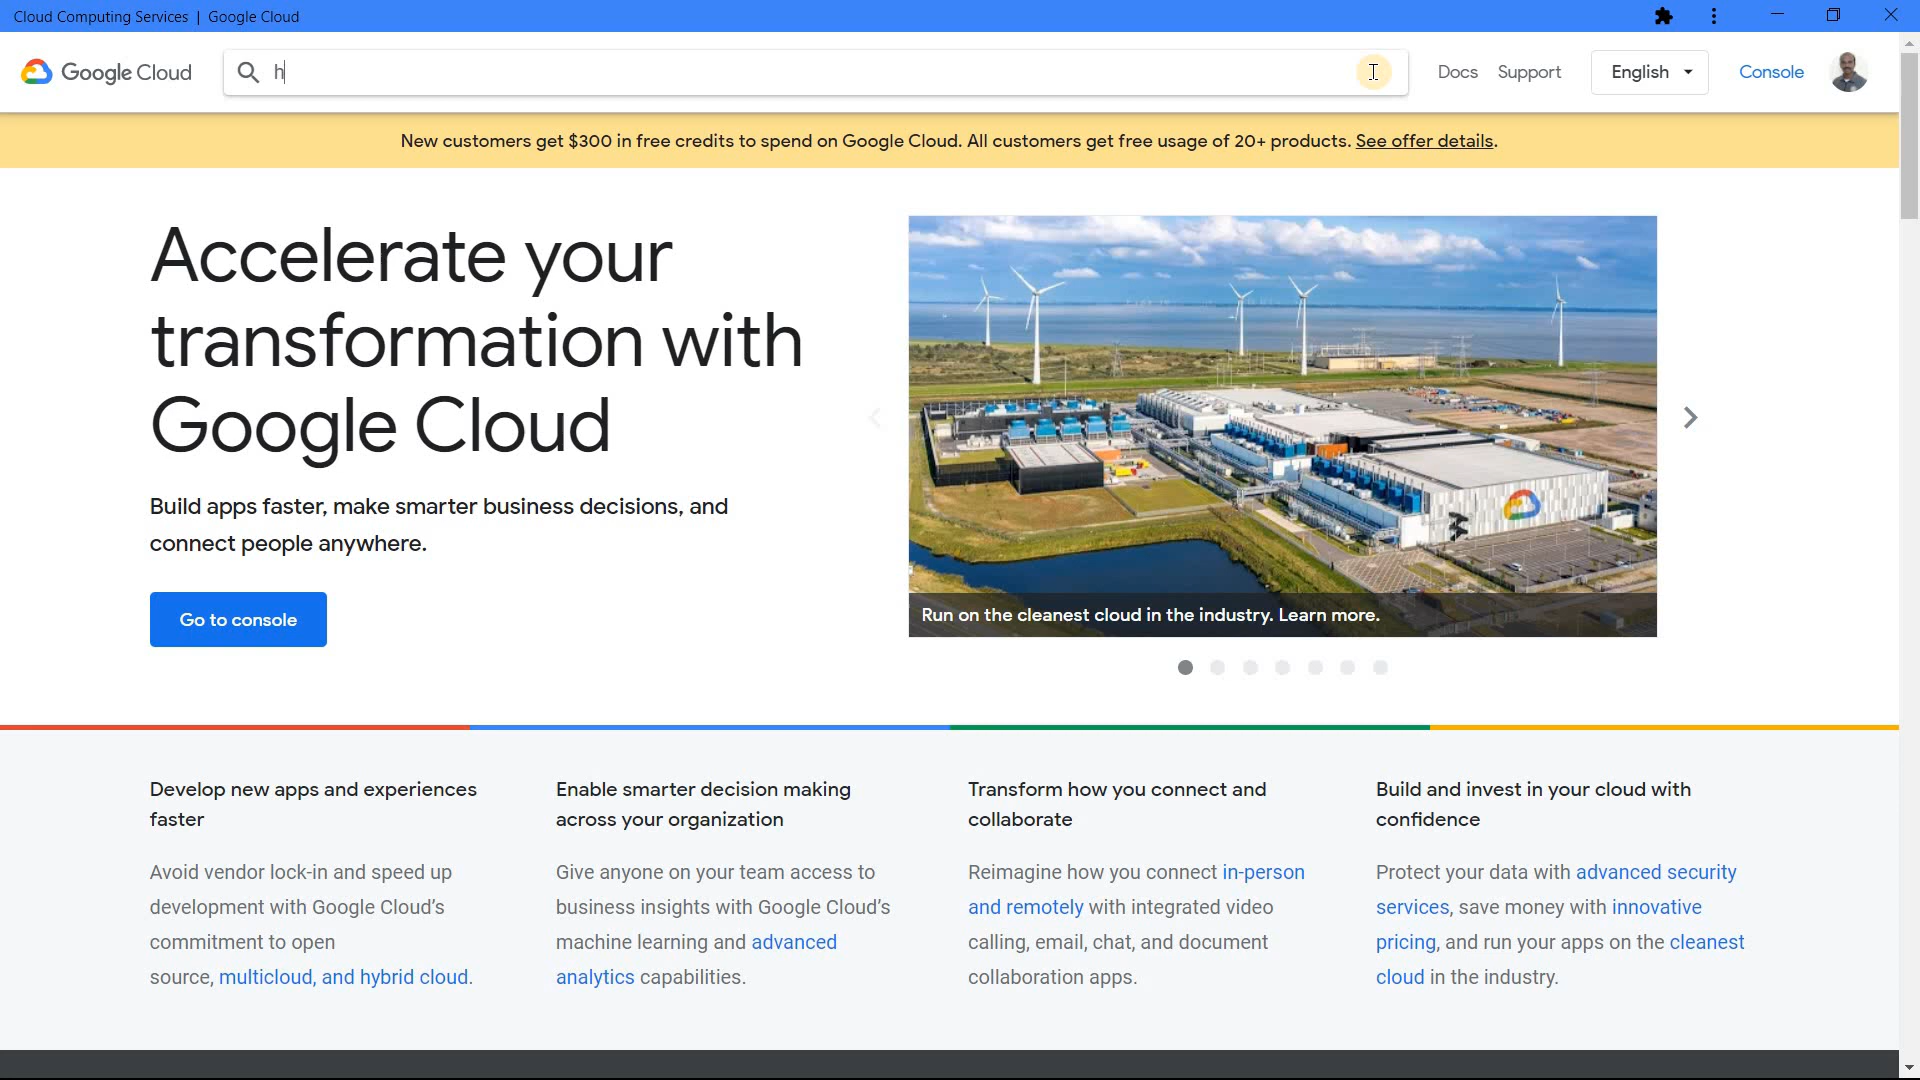 Cloud Computing Services | Google Cloud
Google Cloud
h
Docs
Support
English
Console
New customers get $300 in free credits to spend on Google Cloud. All customers get free usage of 20+ products. See offer details.
Accelerate your
transformation with
Google Cloud
Build apps faster, make smarter business decisions, and
connect people anywhere.
Go to console
Run on the cleanest cloud in the industry. Learn more.
Develop new apps and experiences
faster
Avoid vendor lock-in and speed up
development with Google Cloud’s
commitment to open
source, multicloud, and hybrid cloud.
Enable smarter decision making
across your organization
Give anyone on your team access to
business insights with Google Cloud’s
machine learning and advanced
analytics capabilities.
Transform how you connect and
collaborate
Reimagine how you connect in-person
and remotely with integrated video
calling, email, chat, and document
collaboration apps.
Build and invest in your cloud with
confidence
Protect your data with advanced security
services, save money with innovative
pricing, and run your apps on the cleanest
cloud in the industry.